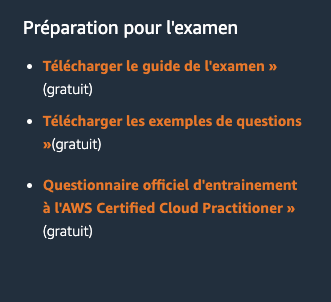 Préparation pour l'examen
Télécharger le guide de l'examen »
(gratuit)
Télécharger les exemples de questions
»(gratuit)
Questionnaire officiel d'entrainement
à l'AWS Certified Cloud Practitioner »
(gratuit)